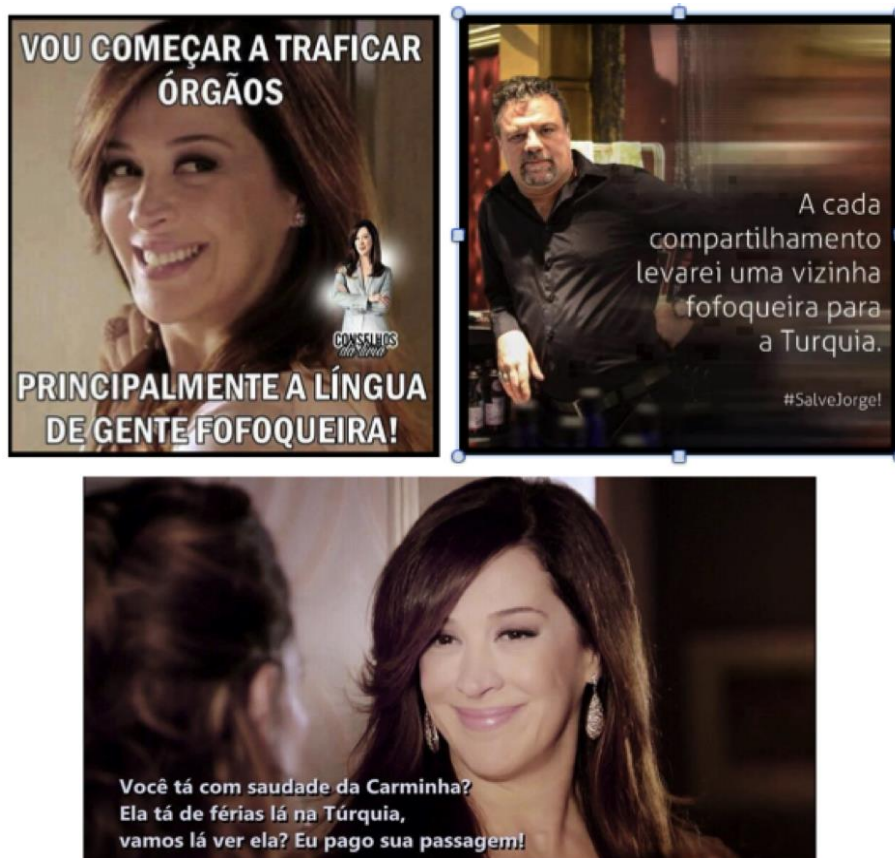 VOU COMEÇAR A TRAFICAR
ÓRGÃOS
CONSELHOS
da Lívia
PRINCIPALMENTE A LÍNGUA
DE GENTE FOFOQUEIRA!
A cada
compartilhamento
levarei uma vizinha
fofoqueira para
a Turquia.
#SalveJorge!
Você tá com saudade da Carminha?
Ela tá de férias lá na Túrquia,
vamos lá ver ela? Eu pago sua passagem!